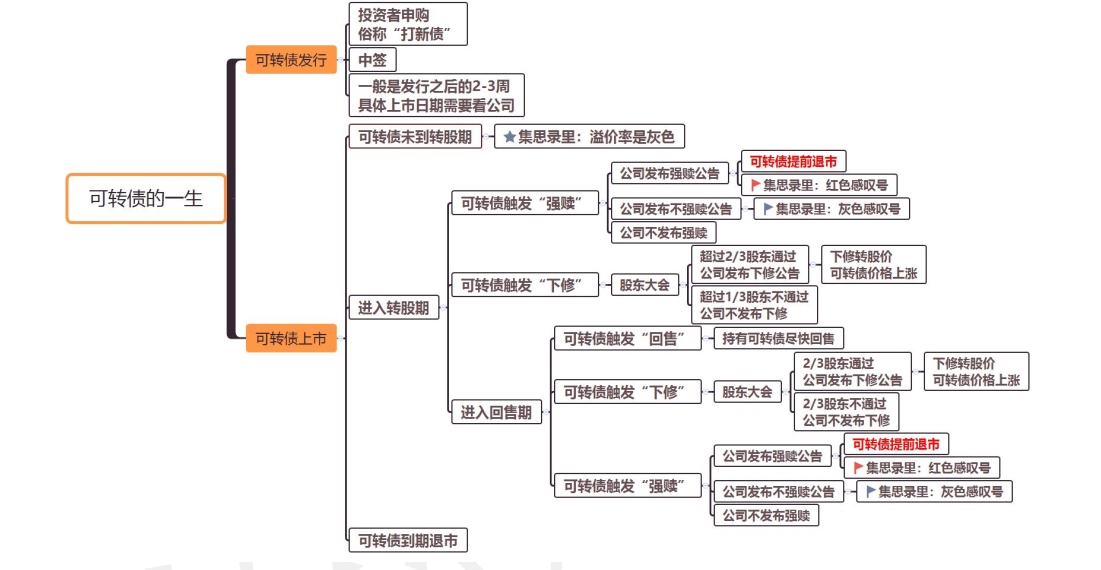 可转债的一生
可转债发行
投资者申购
俗称“打新债”
中签
一般是发行之后的2-3周
具体上市日期需要看公司
可转债上市
可转债未到转股期
集思录里：溢价率是灰色
进入转股期
可转债触发“强赎”
公司发布强赎公告
可转债提前退市
集思录里：红色感叹号
公司发布不强赎公告
集思录里：灰色感叹号
公司不发布强赎
可转债触发“下修”
股东大会
超过2/3股东通过
公司发布下修公告
下修转股价
可转债价格上涨
超过1/3股东不通过
公司不发布下修
进入回售期
可转债触发“回售”
持有可转债尽快回售
可转债触发“下修”
股东大会
2/3股东通过
公司发布下修公告
下修转股价
可转债价格上涨
2/3股东不通过
公司不发布下修
可转债触发“强赎”
公司发布强赎公告
可转债提前退市
集思录里：红色感叹号
公司发布不强赎公告
集思录里：灰色感叹号
公司不发布强赎
可转债到期退市